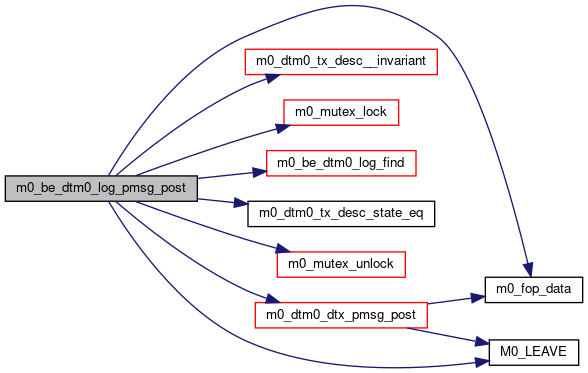 m0_be_dtm0_log_pmsg_post
m0_dtm0_tx_desc__invariant
m0_mutex_lock
m0_be_dtm0_log_find
m0_dtm0_tx_desc_state_eq
m0_mutex_unlock
m0_dtm0_dtx_pmsg_post
m0_fop_data
M0_LEAVE